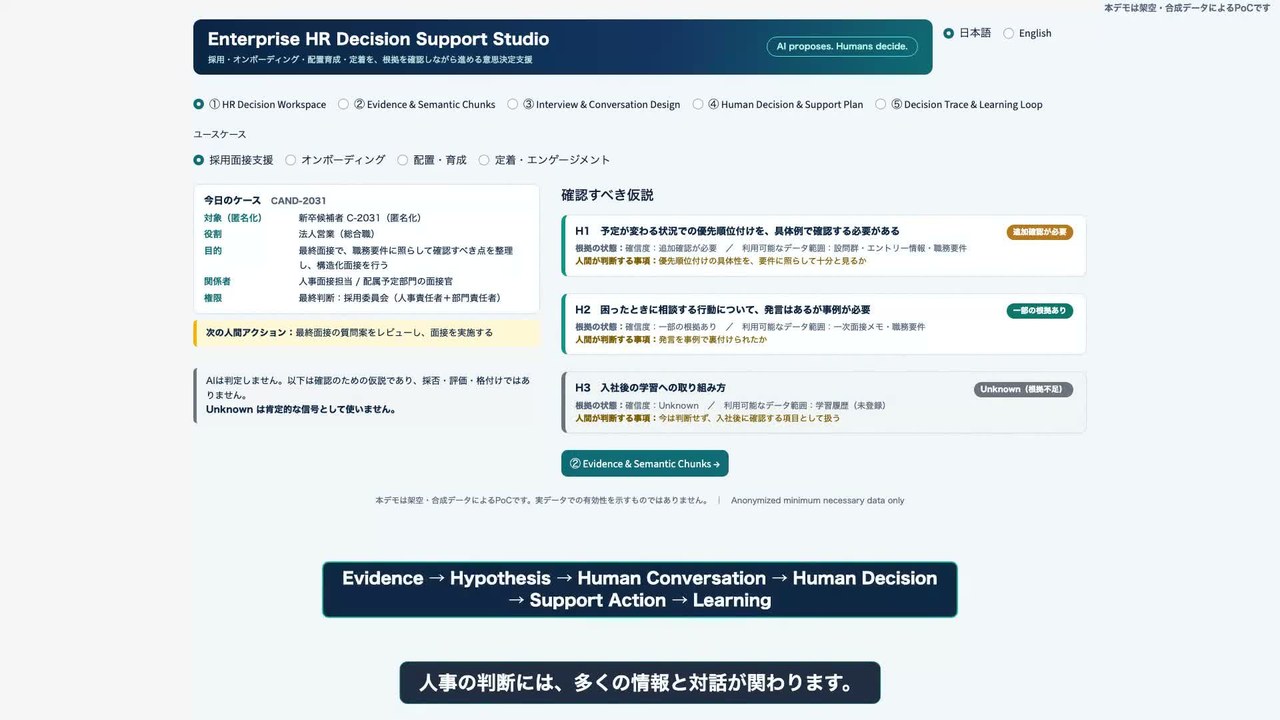 本デモは架空・合成データによるPoCです
Enterprise HR Decision Support Studio
採用・オンボーディング・配置育成・定着を、根拠を確認しながら進める意思決定支援
AI proposes. Humans decide.
日本語 English
① HR Decision Workspace ② Evidence & Semantic Chunks ③ Interview & Conversation Design ④ Human Decision & Support Plan ⑤ Decision Trace & Learning Loop
ユースケース
採用面接支援 オンボーディング 配置・育成 定着・エンゲージメント
今日のケース CAND-2031
対象（匿名化） 新卒候補者 C-2031（匿名化）
役割 法人営業（総合職）
目的 最終面接で、職務要件に照らして確認すべき点を整理
し、構造化面接を行う
関係者 人事面接担当 / 配属予定部門の面接官
権限 最終判断：採用委員会（人事責任者＋部門責任者）
次の人間アクション：最終面接の質問案をレビューし、面接を実施する
AIは判定しません。以下は確認のための仮説であり、採否・評価・格付けではあ
りません。
Unknown は肯定的な信号として使いません。
確認すべき仮説
H1 予定が変わる状況での優先順位付けを、具体例で確認する必要がある
追加確認が必要
根拠の状態：確信度：追加確認が必要 ／ 利用可能なデータ範囲：設問群・エントリー情報・職務要件
人間が判断する事項：優先順位付けの具体性を、要件に照らして十分と見るか
H2 困ったときに相談する行動について、発言はあるが事例が必要
一部の根拠あり
根拠の状態：確信度：一部の根拠あり ／ 利用可能なデータ範囲：一次面接メモ・職務要件
人間が判断する事項：発言を事例で裏付けられたか
H3 入社後の学習への取り組み方
Unknown（根拠不足）
根拠の状態：確信度：Unknown ／ 利用可能なデータ範囲：学習履歴（未登録）
人間が判断する事項：今は判断せず、入社後に確認する項目として扱う
② Evidence & Semantic Chunks →
本デモは架空・合成データによるPoCです。実データでの有効性を示すものではありません。 | Anonymized minimum necessary data only
Evidence → Hypothesis → Human Conversation → Human Decision
→ Support Action → Learning
人事の判断には、多くの情報と対話が関わります。